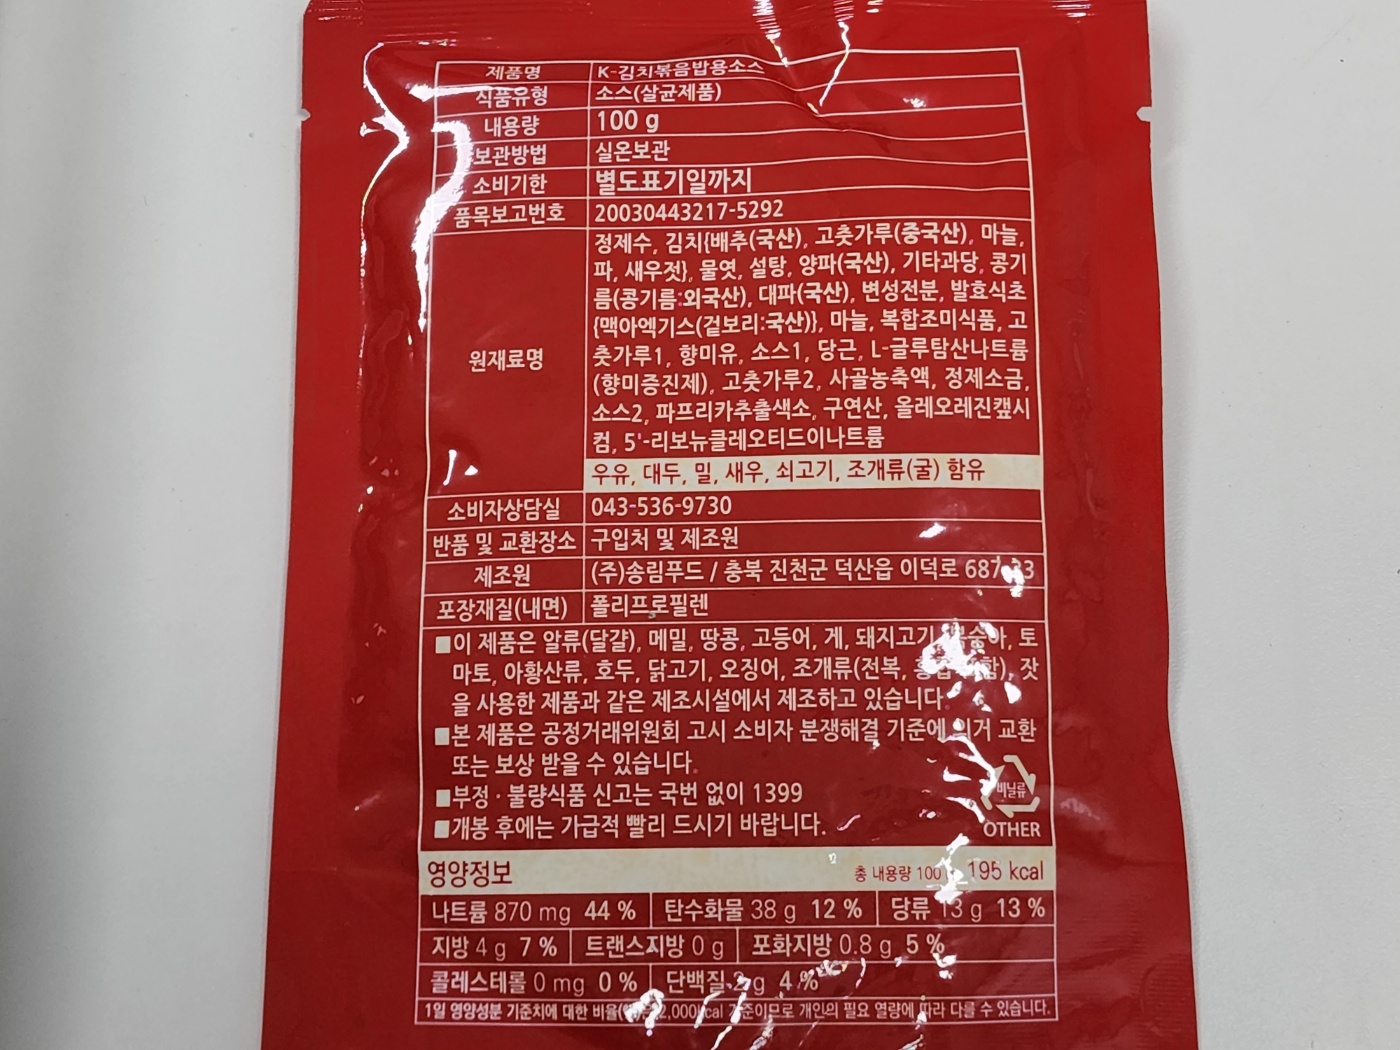 제품명 K-김치볶음밥용소스
식품유형 소스(살균제품)
내용량 100 g
보관방법 실온보관
소비기한 별도표기일까지
품목보고번호 20030443217-5292
원재료명
정제수, 김치{배추(국산), 고춧가루(중국산), 마늘,
파, 새우젓}, 물엿, 설탕, 양파(국산), 기타과당, 콩기
름(콩기름:외국산), 대파(국산), 변성전분, 발효식초
{맥아엑기스(겉보리:국산)}, 마늘, 복합조미식품, 고
춧가루1, 향미유, 소스1, 당근, L-글루탐산나트륨
(향미증진제), 고춧가루2, 사골농축액, 정제소금,
소스2, 파프리카추출색소, 구연산, 올레오레진캪시
컴, 5'-리보뉴클레오티드이나트륨
우유, 대두, 밀, 새우, 쇠고기, 조개류(굴) 함유
소비자상담실 043-536-9730
반품 및 교환장소 구입처 및 제조원
제조원 (주)송림푸드 / 충북 진천군 덕산읍 이덕로
포장재질(내면) 폴리프로필렌
■이 제품은 알류(달걀), 메밀, 땅콩, 고등어, 게, 돼지고기, 토
마토, 아황산류, 호두, 닭고기, 오징어, 조개류(전복, 잣
을 사용한 제품과 같은 제조시설에서 제조하고 있습니다.
■본 제품은 공정거래위원회 고시 소비자 분쟁해결 기준에 의거 교환
또는 보상 받을 수 있습니다.
■부정 · 불량식품 신고는 국번 없이 1399
■개봉 후에는 가급적 빨리 드시기 바랍니다.
비닐류
OTHER
영양정보 총 내용량 100 195 kcal
나트륨 870 mg 44 % 탄수화물 38 g 12 % 당류 13 g 13 %
지방 4 g 7 % 트랜스지방 0 g 포화지방 0.8 g 5 %
콜레스테롤 0 mg 0 % 단백질 g 4 %
1일 영양성분 기준치에 대한 비율 2,000kcal 기준이므로 개인의 필요 열량에 따라 다를 수 있습니다.